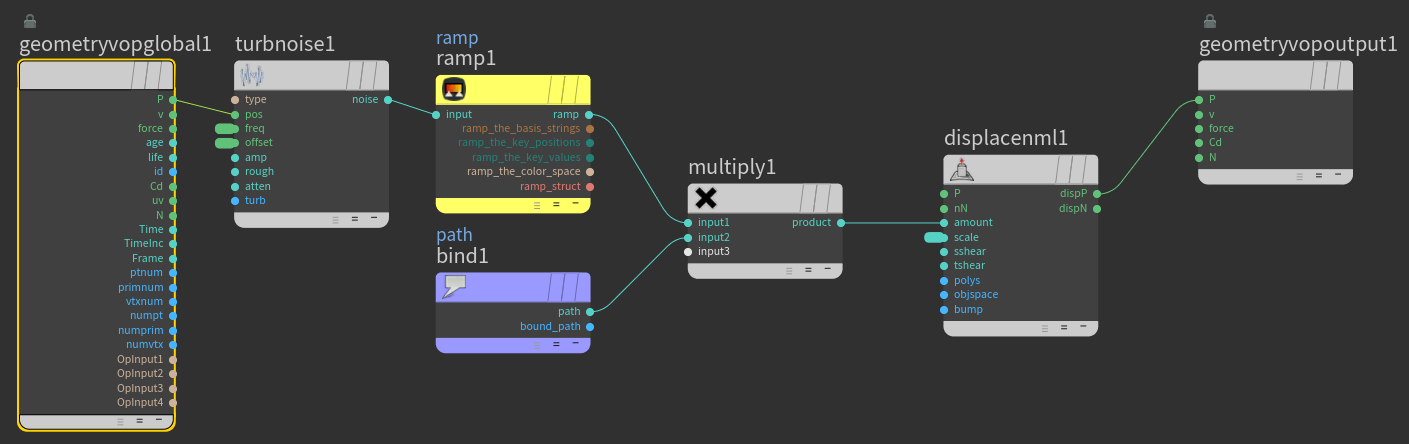 geometryvopglobal1
P
v
force
age
life
id
Cd
uv
N
Time
TimeInc
Frame
ptnum
primnum
vtxnum
numpt
numprim
numvtx
OpInput1
OpInput2
OpInput3
OpInput4
turbnoise1
type noise
pos
freq
offset
amp
rough
atten
turb
ramp
ramp1
input ramp
ramp_the_basis_strings
ramp_the_key_positions
ramp_the_key_values
ramp_the_color_space
ramp_struct
path
bind1
path
bound_path
multiply1
input1 product
input2
input3
displacenml1
P dispP
nN dispN
amount
scale
sshear
tshear
polys
objspace
bump
geometryvopoutput1
P
v
force
Cd
N